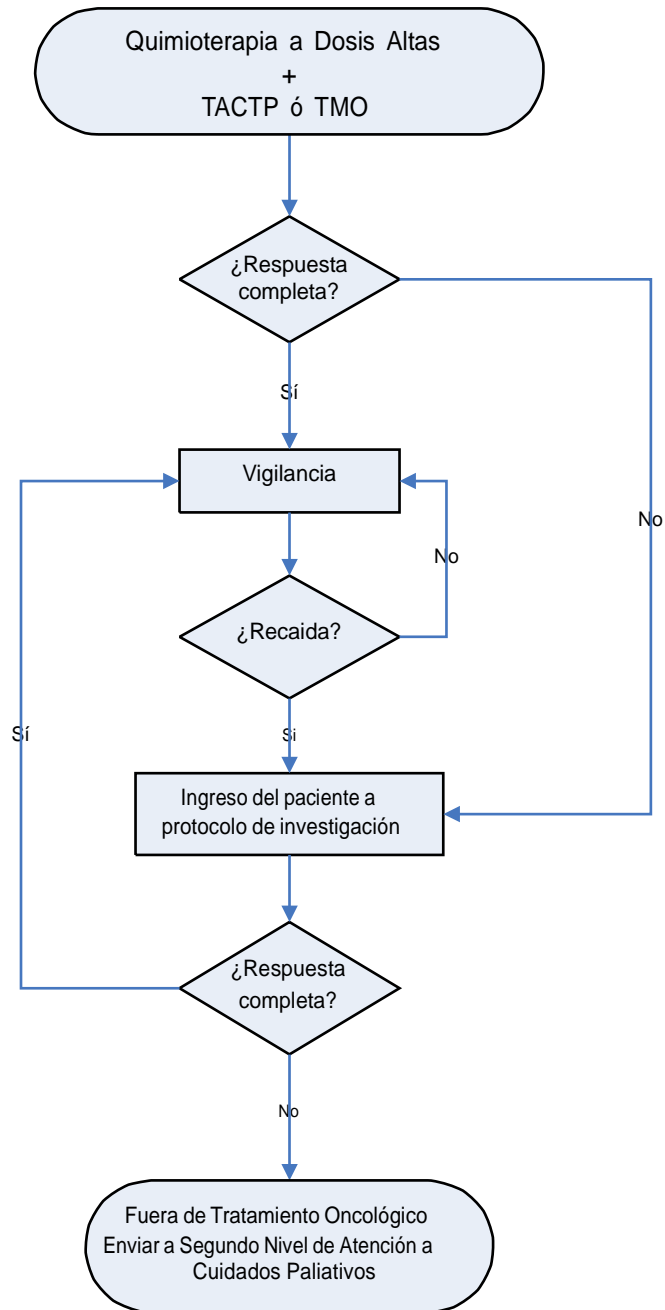 Quimioterapia a Dosis Altas
+
TACTP ó TMO
¿Respuesta
completa?
Sí
No
Vigilancia
No
¿Recaida?
Sí
Si
Ingreso del paciente a
protocolo de investigación
¿Respuesta
completa?
No
Fuera de Tratamiento Oncológico
Enviar a Segundo Nivel de Atención a
Cuidados Paliativos